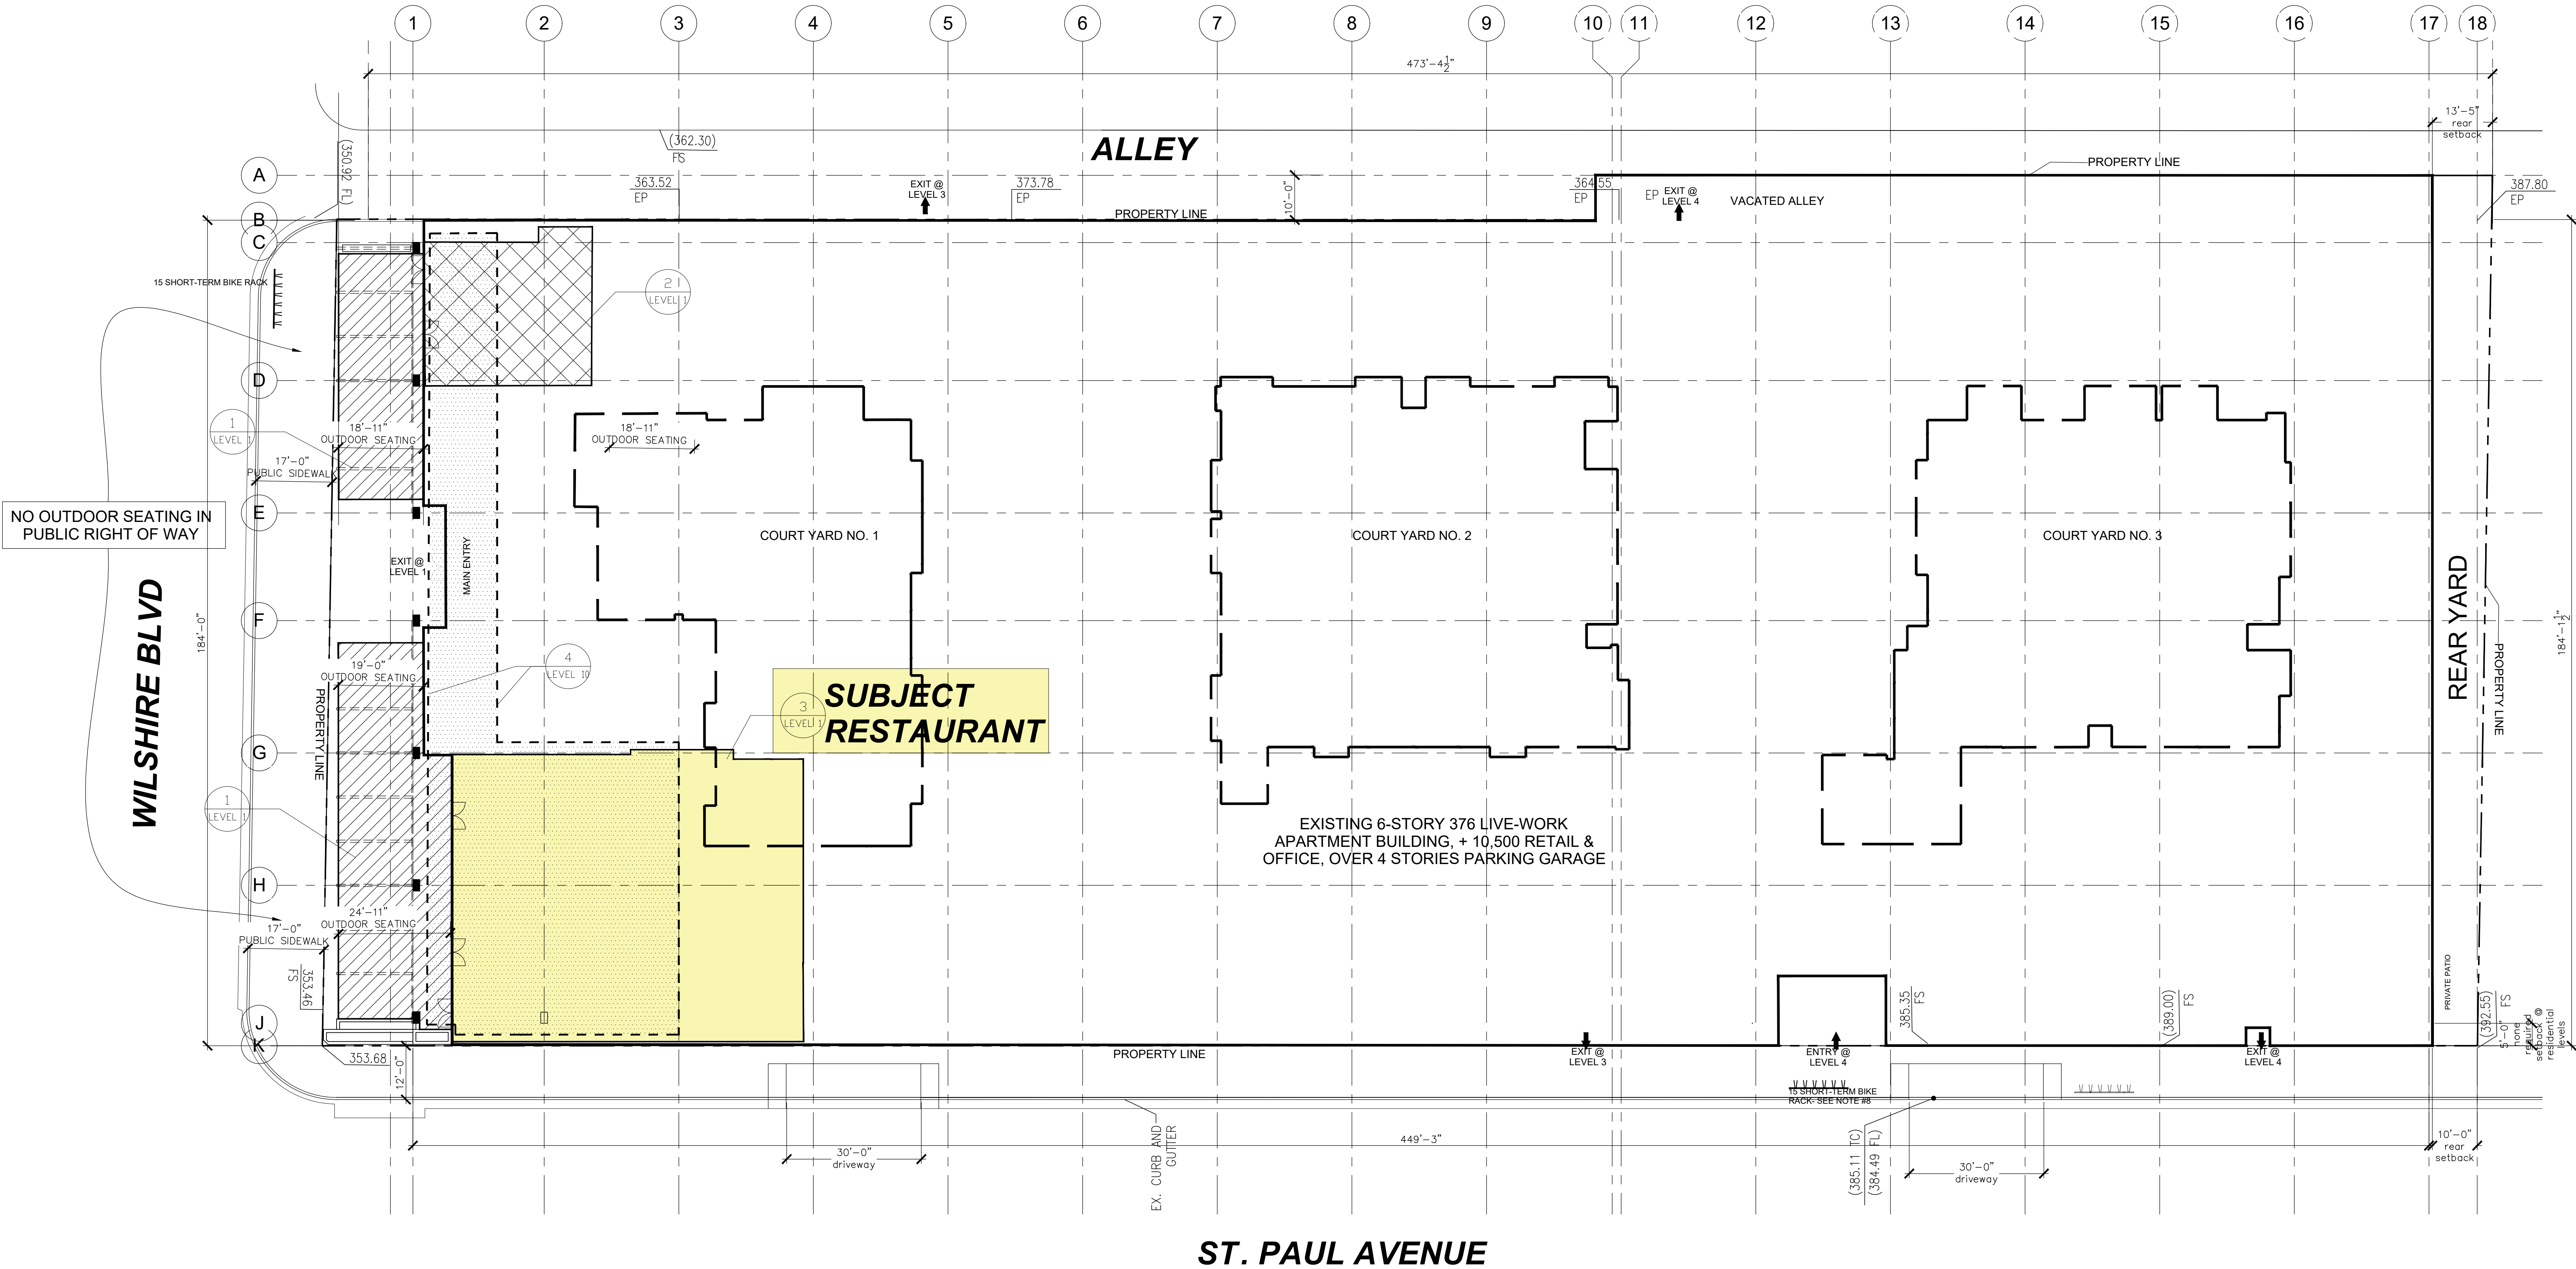 1 2 3 4 5 6 7 8 9 10 11 12 13 14 15 16 17 18
473'-4½"
13'-5"
rear
setback
(350.92 FL)
(362.30)
FS
ALLEY
PROPERTY LINE
A
363.52
EP
EXIT @
LEVEL 3
373.78
EP
10'-0"
364.55
EP
EP
EXIT @
LEVEL 4
VACATED ALLEY
387.80
EP
B
PROPERTY LINE
C
15 SHORT-TERM BIKE RACK
2
LEVEL 1
D
1
LEVEL 1
18'-11"
OUTDOOR SEATING
18'-11"
OUTDOOR SEATING
17'-0"
PUBLIC SIDEWALK
NO OUTDOOR SEATING IN
PUBLIC RIGHT OF WAY
E
COURT YARD NO. 1
COURT YARD NO. 2
COURT YARD NO. 3
EXIT @
LEVEL 1
MAIN ENTRY
WILSHIRE BLVD
184'-0"
F
REAR YARD
184'-1½"
19'-0"
OUTDOOR SEATING
4
LEVEL 10
PROPERTY LINE
PROPERTY LINE
3
LEVEL 1
SUBJECT
RESTAURANT
G
1
LEVEL 1
EXISTING 6-STORY 376 LIVE-WORK
APARTMENT BUILDING, + 10,500 RETAIL &
OFFICE, OVER 4 STORIES PARKING GARAGE
H
24'-11"
OUTDOOR SEATING
17'-0"
PUBLIC SIDEWALK
353.46
FS
PRIVATE PATIO
385.35
FS
(389.00)
FS
(392.55)
FS
5'-0"
none
required
setback @
residential
levels
J
K
353.68
12'-0"
PROPERTY LINE
EXIT @
LEVEL 3
ENTRY @
LEVEL 4
EXIT @
LEVEL 4
15 SHORT-TERM BIKE
RACK- SEE NOTE #8
EX. CURB AND
GUTTER
449'-3"
10'-0"
rear
setback
30'-0"
driveway
(385.11 TC)
(384.49 FL)
30'-0"
driveway
ST. PAUL AVENUE